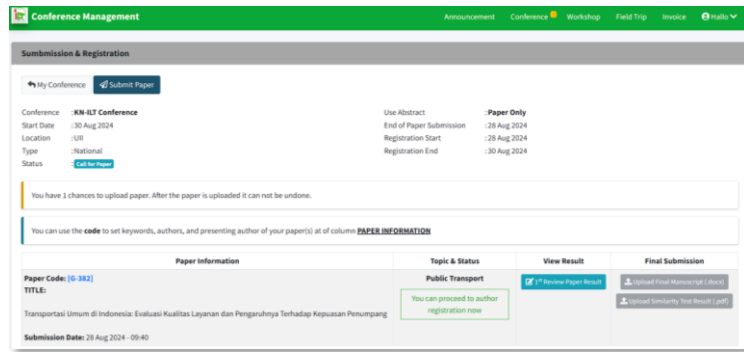 Conference Management
Announcement Conference Workshop Field Trip Invoice Hallo
Sumbmission & Registration
My Conference Submit Paper
Conference :KN-ILT Conference Use Abstract :Paper Only
Start Date :30 Aug 2024 End of Paper Submission :28 Aug 2024
Location :UII Registration Start :28 Aug 2024
Type :National Registration End :30 Aug 2024
Status : Call for Paper
You have 1 chances to upload paper. After the paper is uploaded it can not be undone.
You can use the code to set keywords, authors, and presenting author of your paper(s) at of column PAPER INFORMATION
Paper Information Topic & Status View Result Final Submission
Paper Code: [G-382] Public Transport 1st Review Paper Result Upload Final Manuscript (.docx)
TITLE:
You can proceed to author registration now Upload Similarity Test Result (.pdf)
Transportasi Umum di Indonesia: Evaluasi Kualitas Layanan dan Pengaruhnya Terhadap Kepuasan Penumpang
Submission Date: 28 Aug 2024 - 09:40